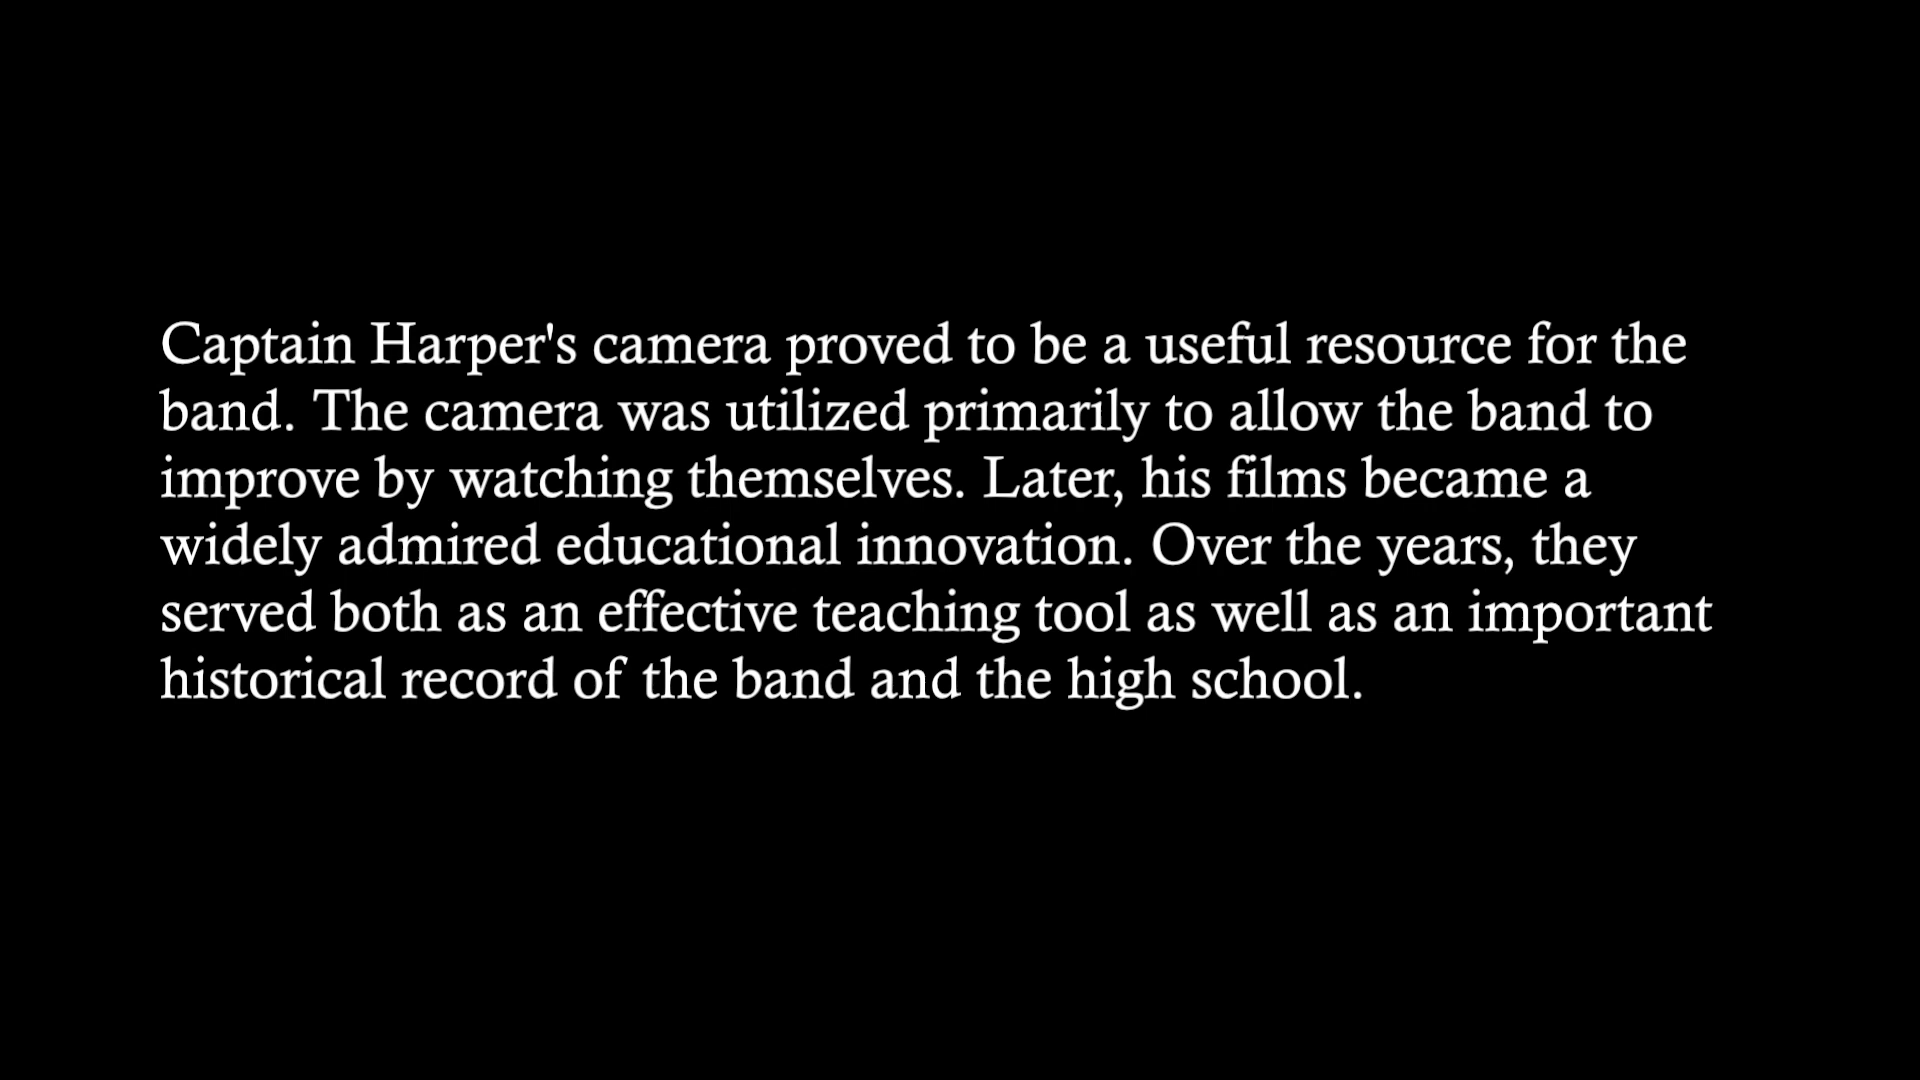 Captain Harper's camera proved to be a useful resource for the
band. The camera was utilized primarily to allow the band to
improve by watching themselves. Later, his films became a
widely admired educational innovation. Over the years, they
served both as an effective teaching tool as well as an important
historical record of the band and the high school.